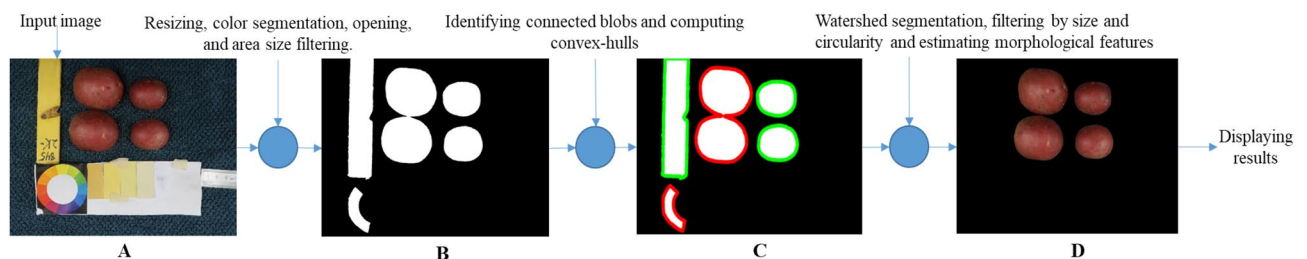 Input image
Resizing, color segmentation, opening,
and area size filtering.
Identifying connected blobs and computing
convex-hulls
Watershed segmentation, filtering by size and
circularity and estimating morphological features
Displaying
results
A
B
C
D